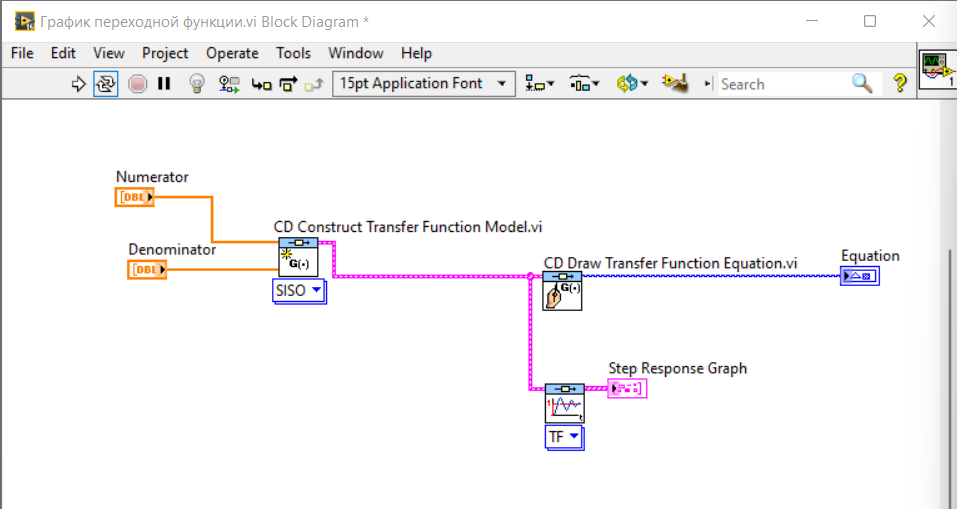 График переходной функции.vi Block Diagram *
File Edit View Project Operate Tools Window Help
15pt Application Font
Search
?
1
Numerator
[DBL]
CD Construct Transfer Function Model.vi
Denominator
[DBL]
G(•)
SISO
CD Draw Transfer Function Equation.vi
Equation
G(•)
Step Response Graph
1
t
TF